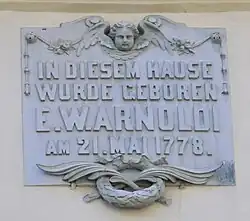 IN DIESEM HAUSE
WURDE GEBOREN
E.W.ARNOLDI
AM 21. MAI 1778.